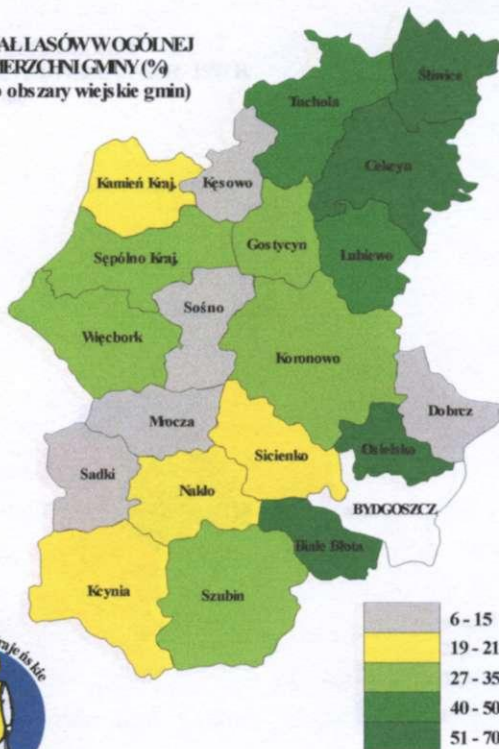 AŁ LASÓW W OGÓLNEJ
IERZCHNI GMINY (%)
o obszary wiejskie gmin)
Śliwice
Tuchola
Cekcyn
Kamień Kraj.
Kęsowo
Gostycyn
Sępólno Kraj.
Lubiewo
Sośno
Więcbork
Koronowo
Dobrcz
Mrocza
Osielsko
Sicienko
Sadki
Nakło
BYDGOSZCZ
Białe Błota
Kcynia
Szubin
6 - 15
19 - 21
27 - 35
40 - 50
51 - 70
rajeńskie